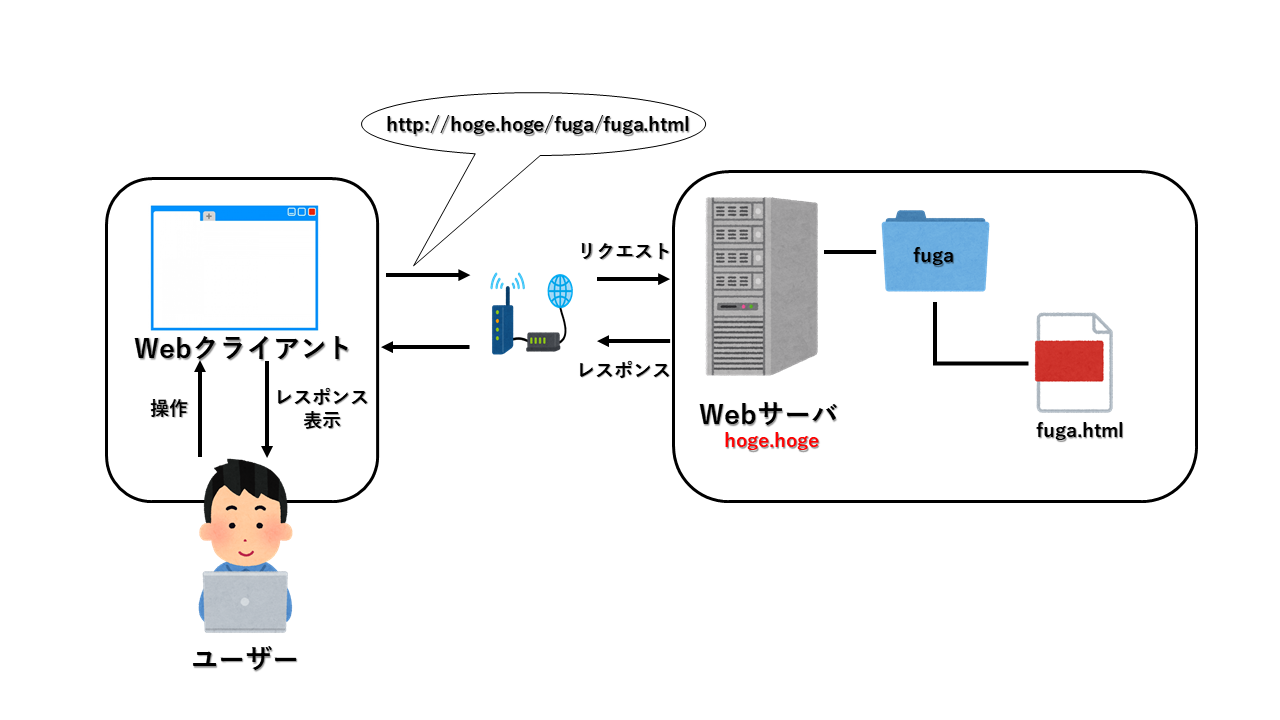 http://hoge.hoge/fuga/fuga.html
リクエスト
fuga
Webクライアント
レスポンス
操作
レスポンス
表示
Webサーバ
hoge.hoge
fuga.html
ユーザー